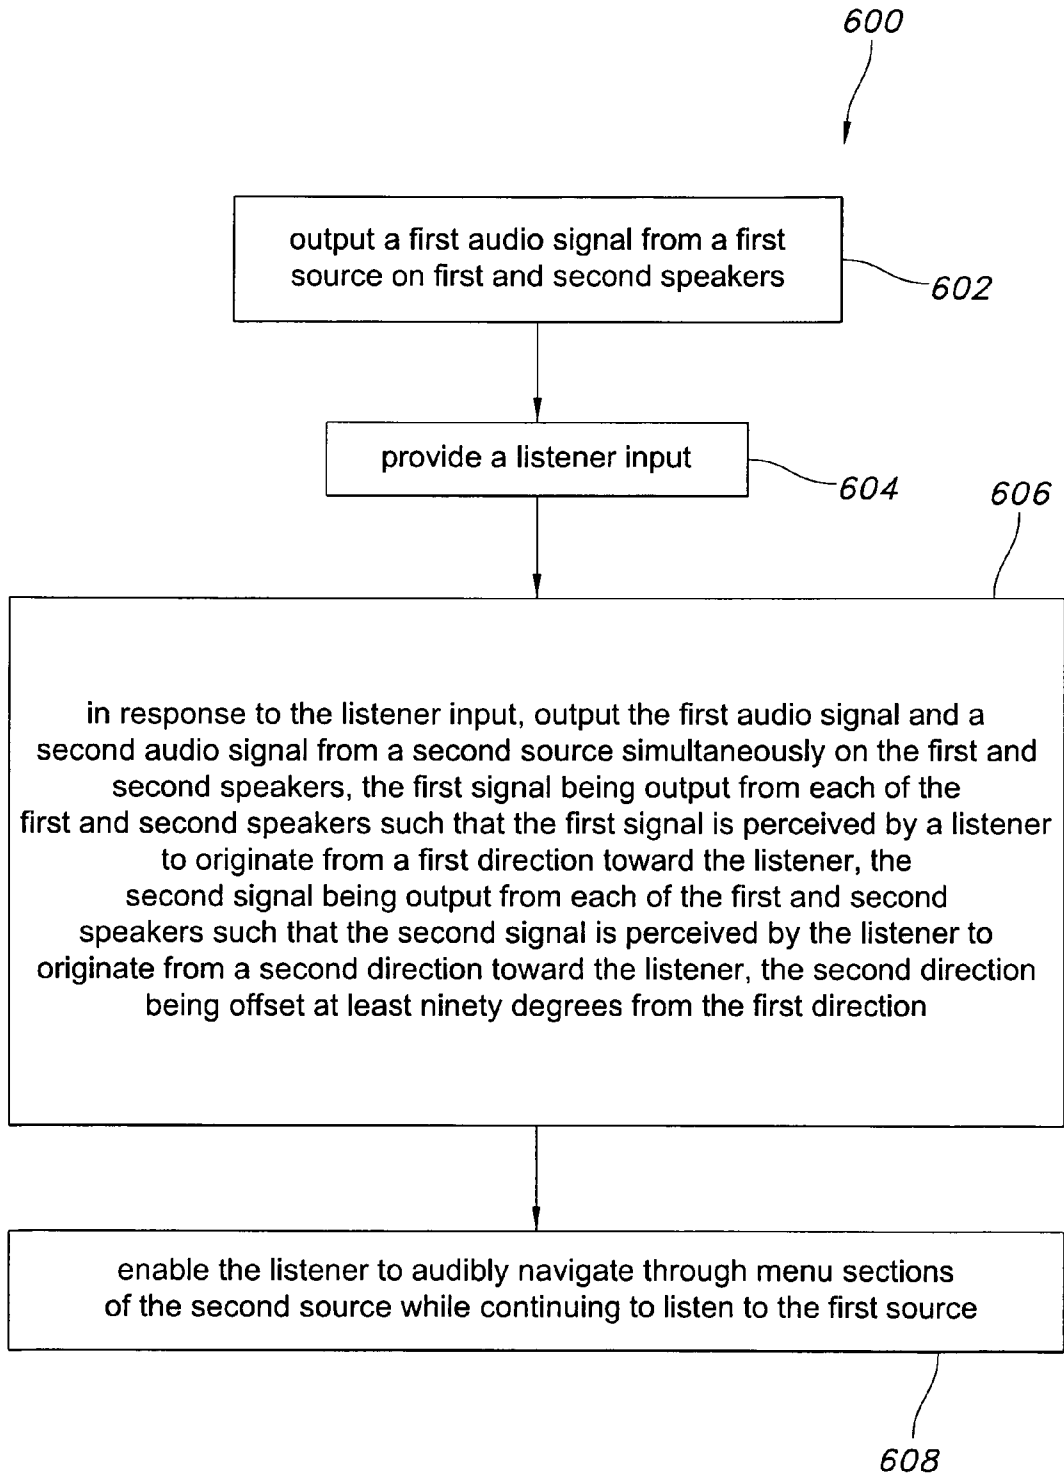 600
output a first audio signal from a first
source on first and second speakers
602
provide a listener input
604
606
in response to the listener input, output the first audio signal and a
second audio signal from a second source simultaneously on the first and
second speakers, the first signal being output from each of the
first and second speakers such that the first signal is perceived by a listener
to originate from a first direction toward the listener, the
second signal being output from each of the first and second
speakers such that the second signal is perceived by the listener to
originate from a second direction toward the listener, the second direction
being offset at least ninety degrees from the first direction
enable the listener to audibly navigate through menu sections
of the second source while continuing to listen to the first source
608